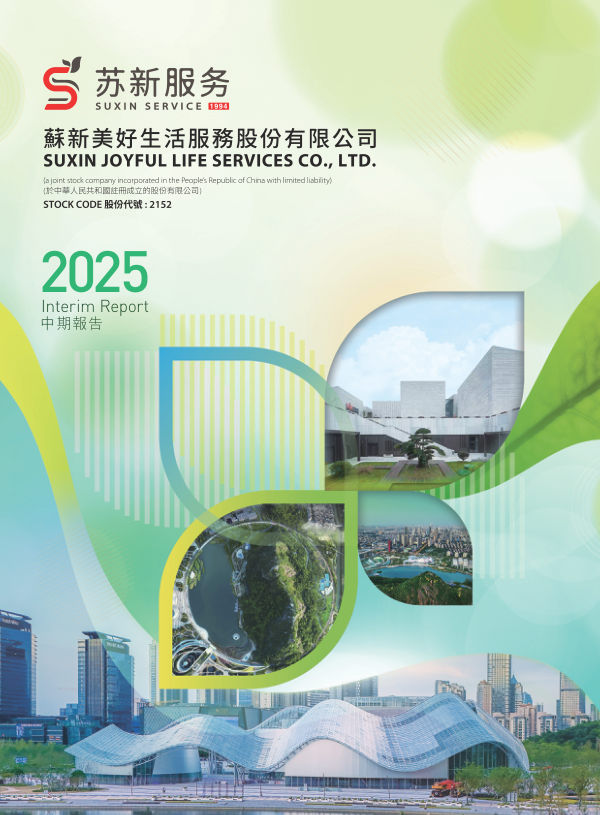 苏新服务
SUXIN SERVICE 1994
蘇新美好生活服務股份有限公司
SUXIN JOYFUL LIFE SERVICES CO., LTD.
(a joint stock company incorporated in the People's Republic of China with limited liability)
(於中華人民共和國註冊成立的股份有限公司)
STOCK CODE 股份代號 : 2152
2025
Interim Report
中期報告